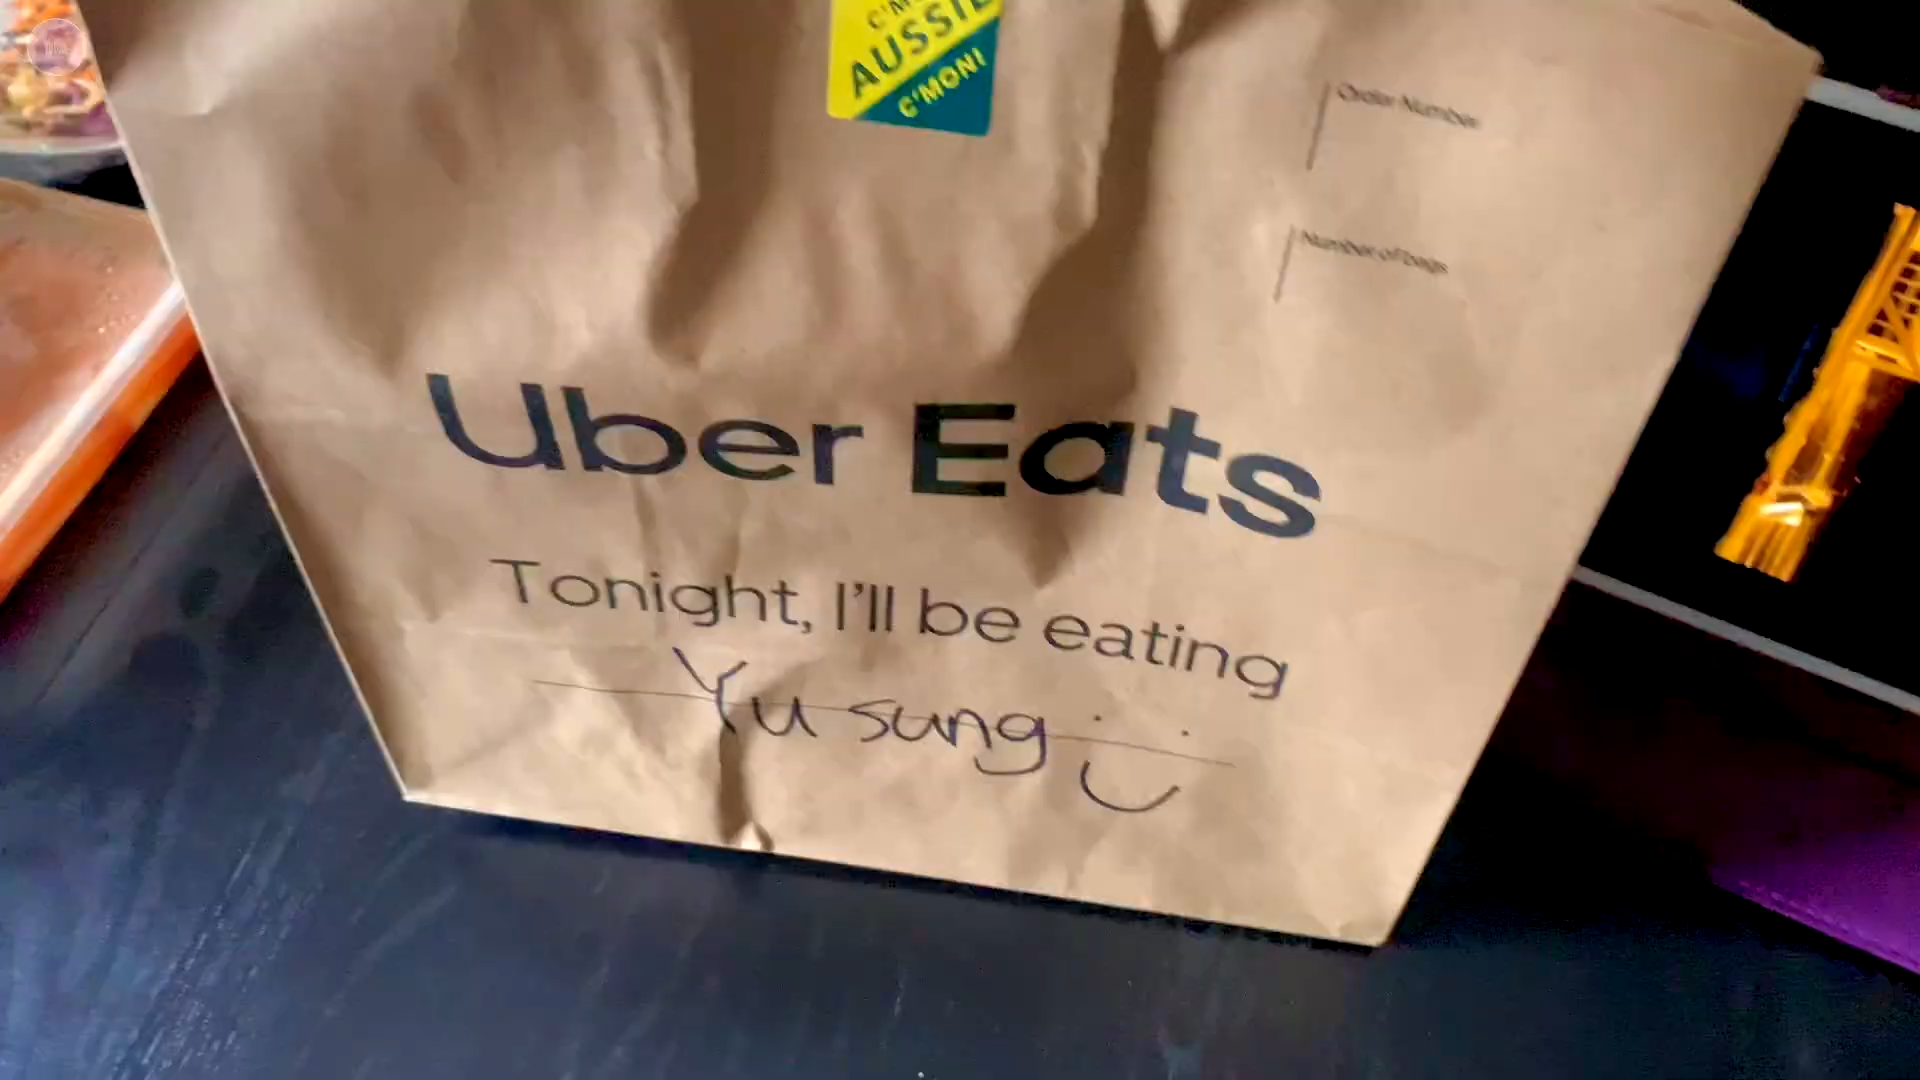 C'M
AUSSIE
C'MON!
Order Number
Number of bags
Uber Eats
Tonight, I'll be eating
Yu sung